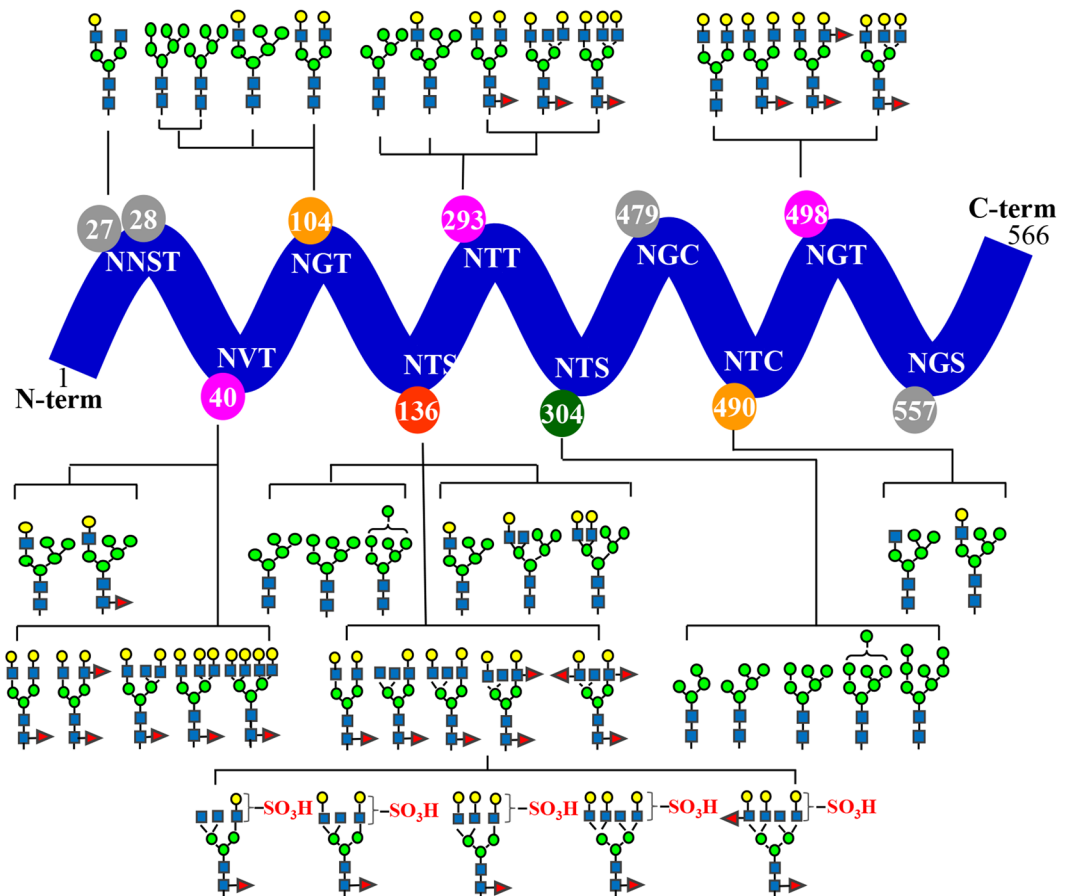 27
28
104
293
479
498
C-term
566
NNST
NGT
NTT
NGC
NGT
NVT
NTS
NTS
NTC
NGS
1
N-term
40
136
304
490
557
-SO3H
-SO3H
-SO3H
-SO3H
-SO3H